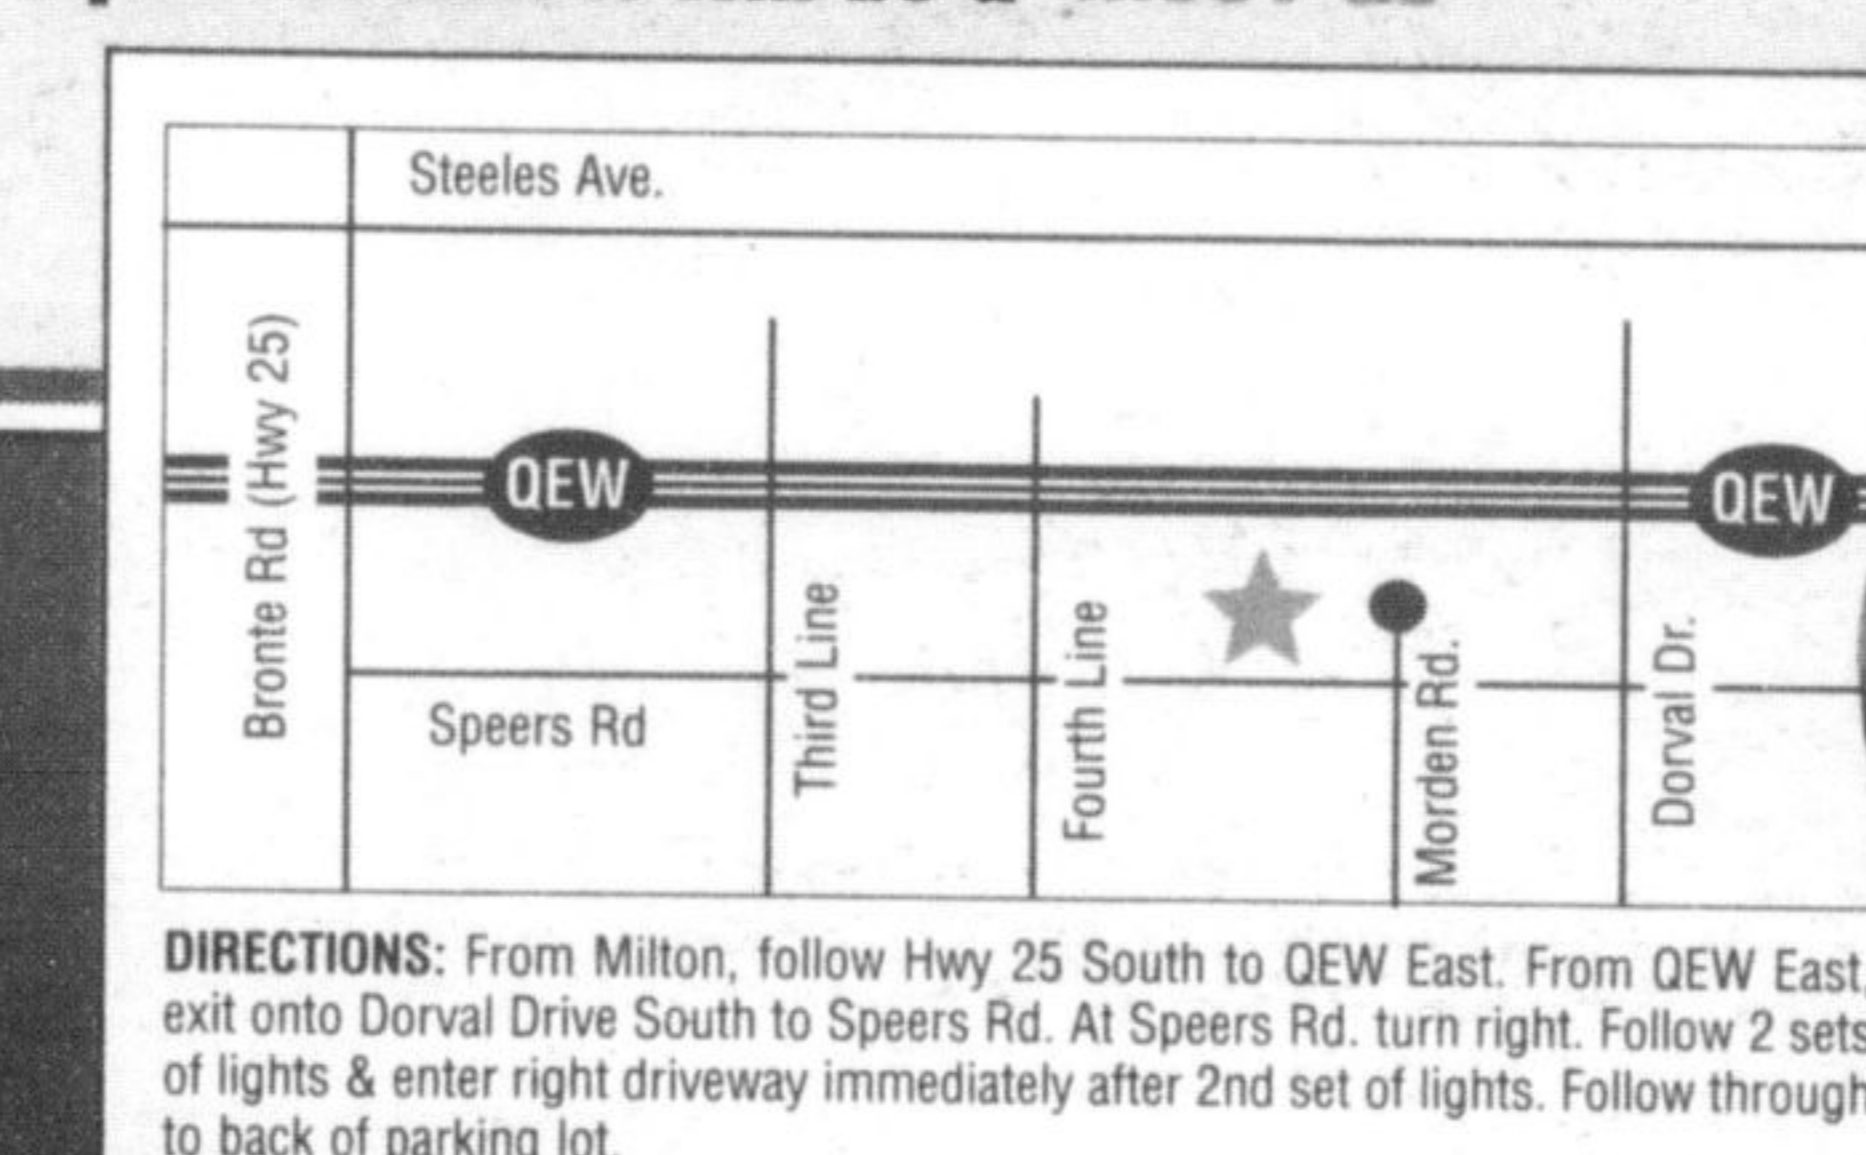 Steeles Ave.
Bronte Rd (Hwy 25)
QEW
QEW
Third Line
Fourth Line
Morden Rd.
Dorval Dr.
Speers Rd
DIRECTIONS: From Milton, follow Hwy 25 South to QEW East. From QEW East,
exit onto Dorval Drive South to Speers Rd. At Speers Rd. turn right. Follow 2 sets
of lights & enter right driveway immediately after 2nd set of lights. Follow through
to back of parking lot.